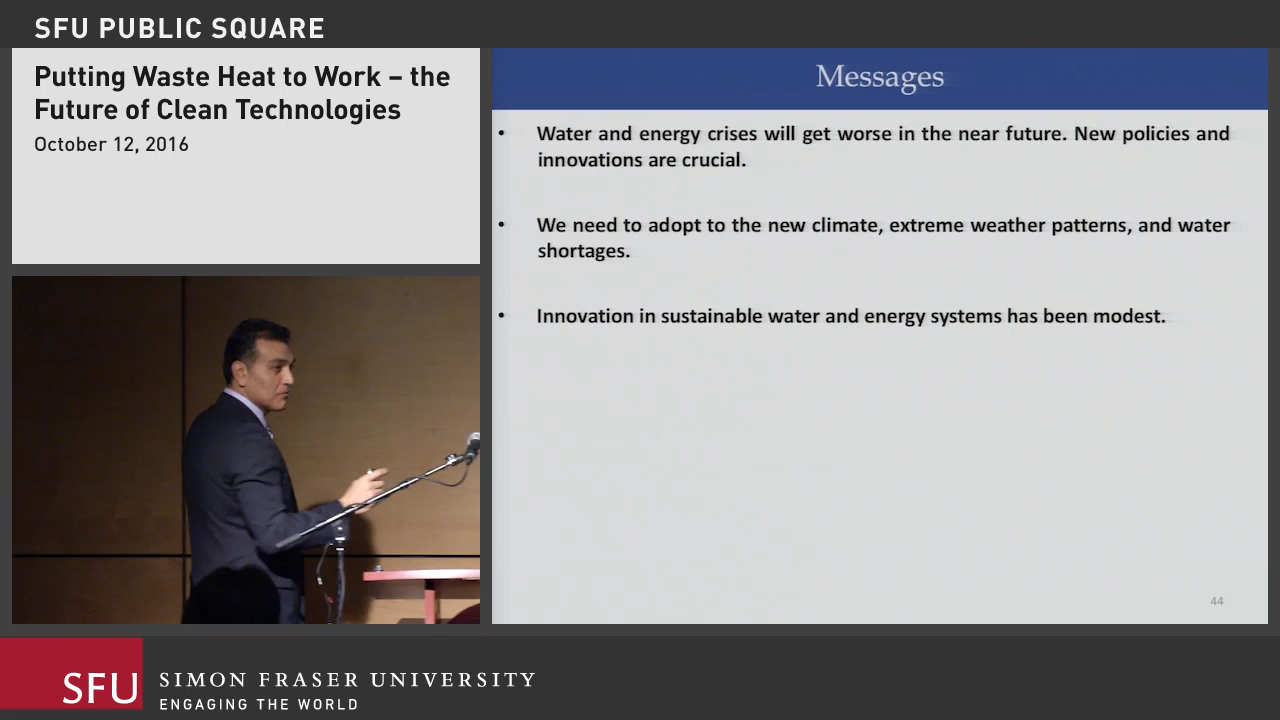 SFU PUBLIC SQUARE
Putting Waste Heat to Work – the
Future of Clean Technologies
October 12, 2016
Messages
• Water and energy crises will get worse in the near future. New policies and
innovations are crucial.
• We need to adopt to the new climate, extreme weather patterns, and water
shortages.
• Innovation in sustainable water and energy systems has been modest.
44
SFU
SIMON FRASER UNIVERSITY
ENGAGING THE WORLD